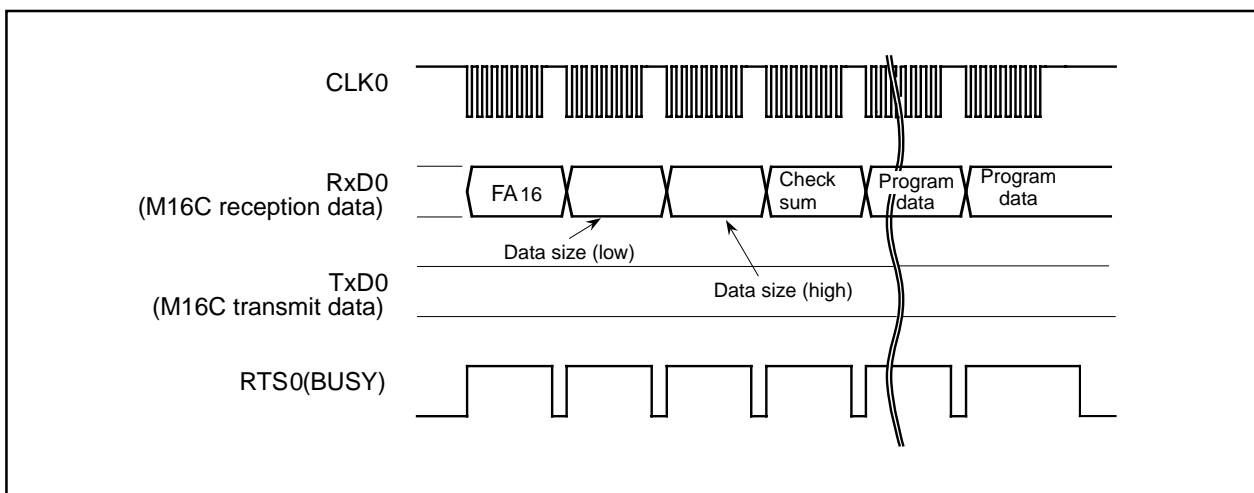 CLK0
RxD0
(M16C reception data)
FA16
Check
sum
Program
data
Program
data
Data size (low)
Data size (high)
TxD0
(M16C transmit data)
RTS0(BUSY)